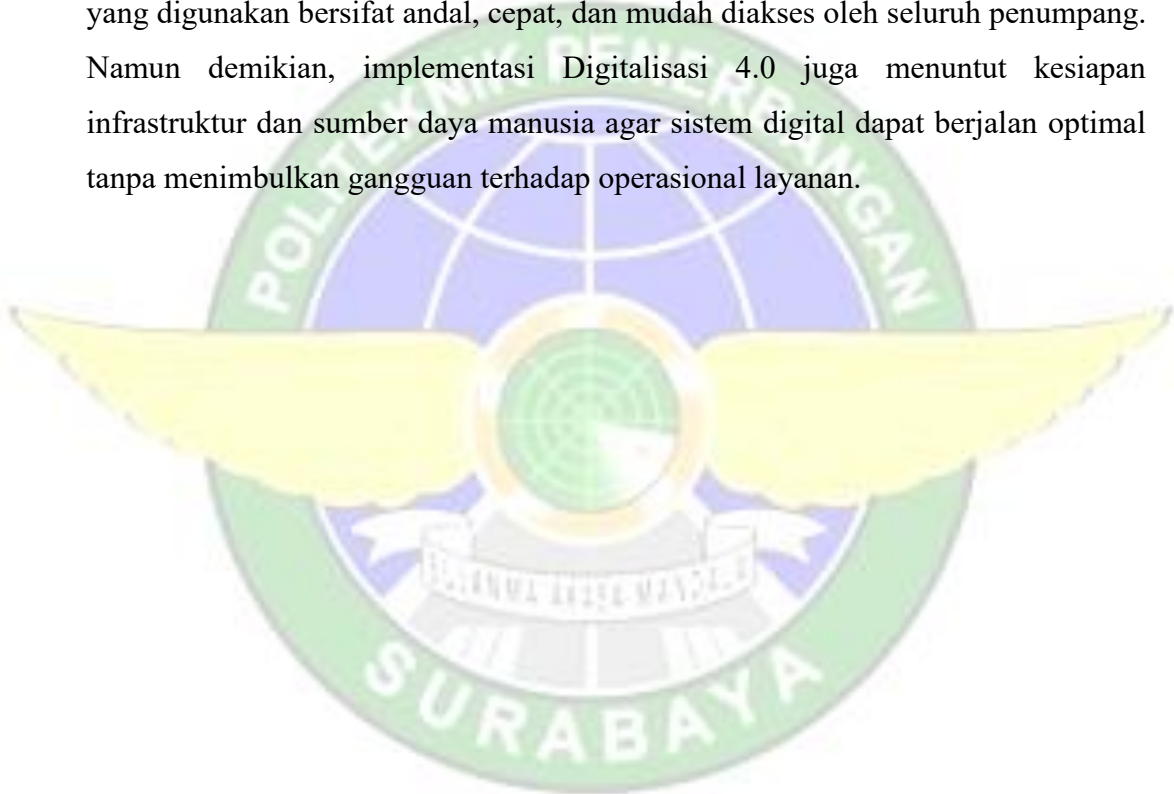 yang digunakan bersifat andal, cepat, dan mudah diakses oleh seluruh penumpang.
Namun demikian, implementasi Digitalisasi 4.0 juga menuntut kesiapan
infrastruktur dan sumber daya manusia agar sistem digital dapat berjalan optimal
tanpa menimbulkan gangguan terhadap operasional layanan.
POLITEKNIK PENERBANGAN
SURABAYA